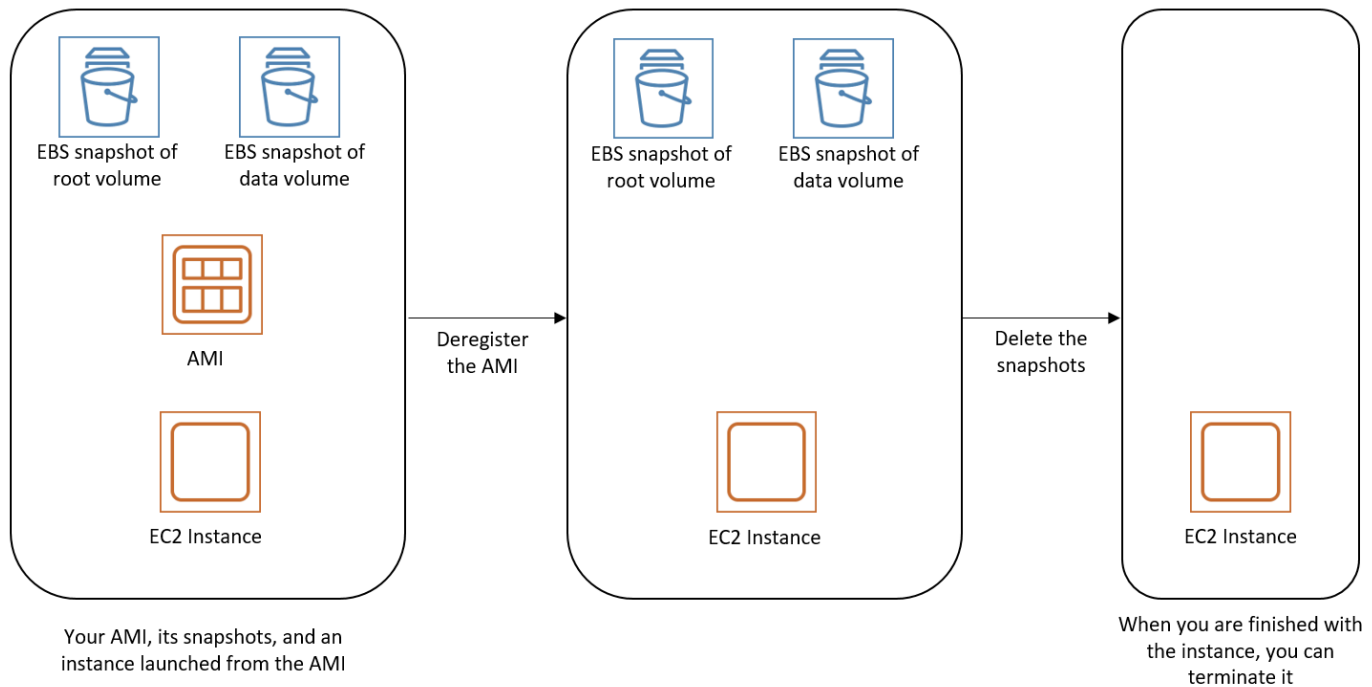 EBS snapshot of
root volume
EBS snapshot of
data volume
AMI
EC2 Instance
Your AMI, its snapshots, and an
instance launched from the AMI
Deregister
the AMI
EBS snapshot of
root volume
EBS snapshot of
data volume
EC2 Instance
Delete the
snapshots
EC2 Instance
When you are finished with
the instance, you can
terminate it